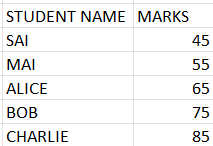 STUDENT NAME MARKS
SAI 45
MAI 55
ALICE 65
BOB 75
CHARLIE 85